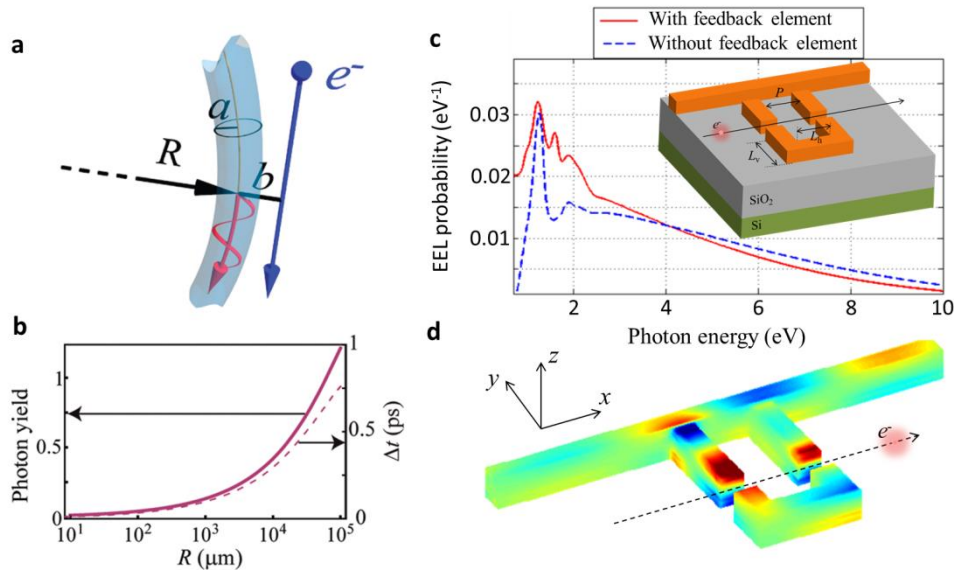 a
e-
a
R
b
b
Photon yield
1
0.5
0
1
0.5
0
Δt (ps)
10¹ 10² 10³ 10⁴ 10⁵
R (μm)
c
With feedback element
Without feedback element
EEL probability (eV⁻¹)
0.03
0.02
0.01
2 4 6 8 10
Photon energy (eV)
P
e-
Lh
Lv
SiO₂
Si
d
z
y
x
e-